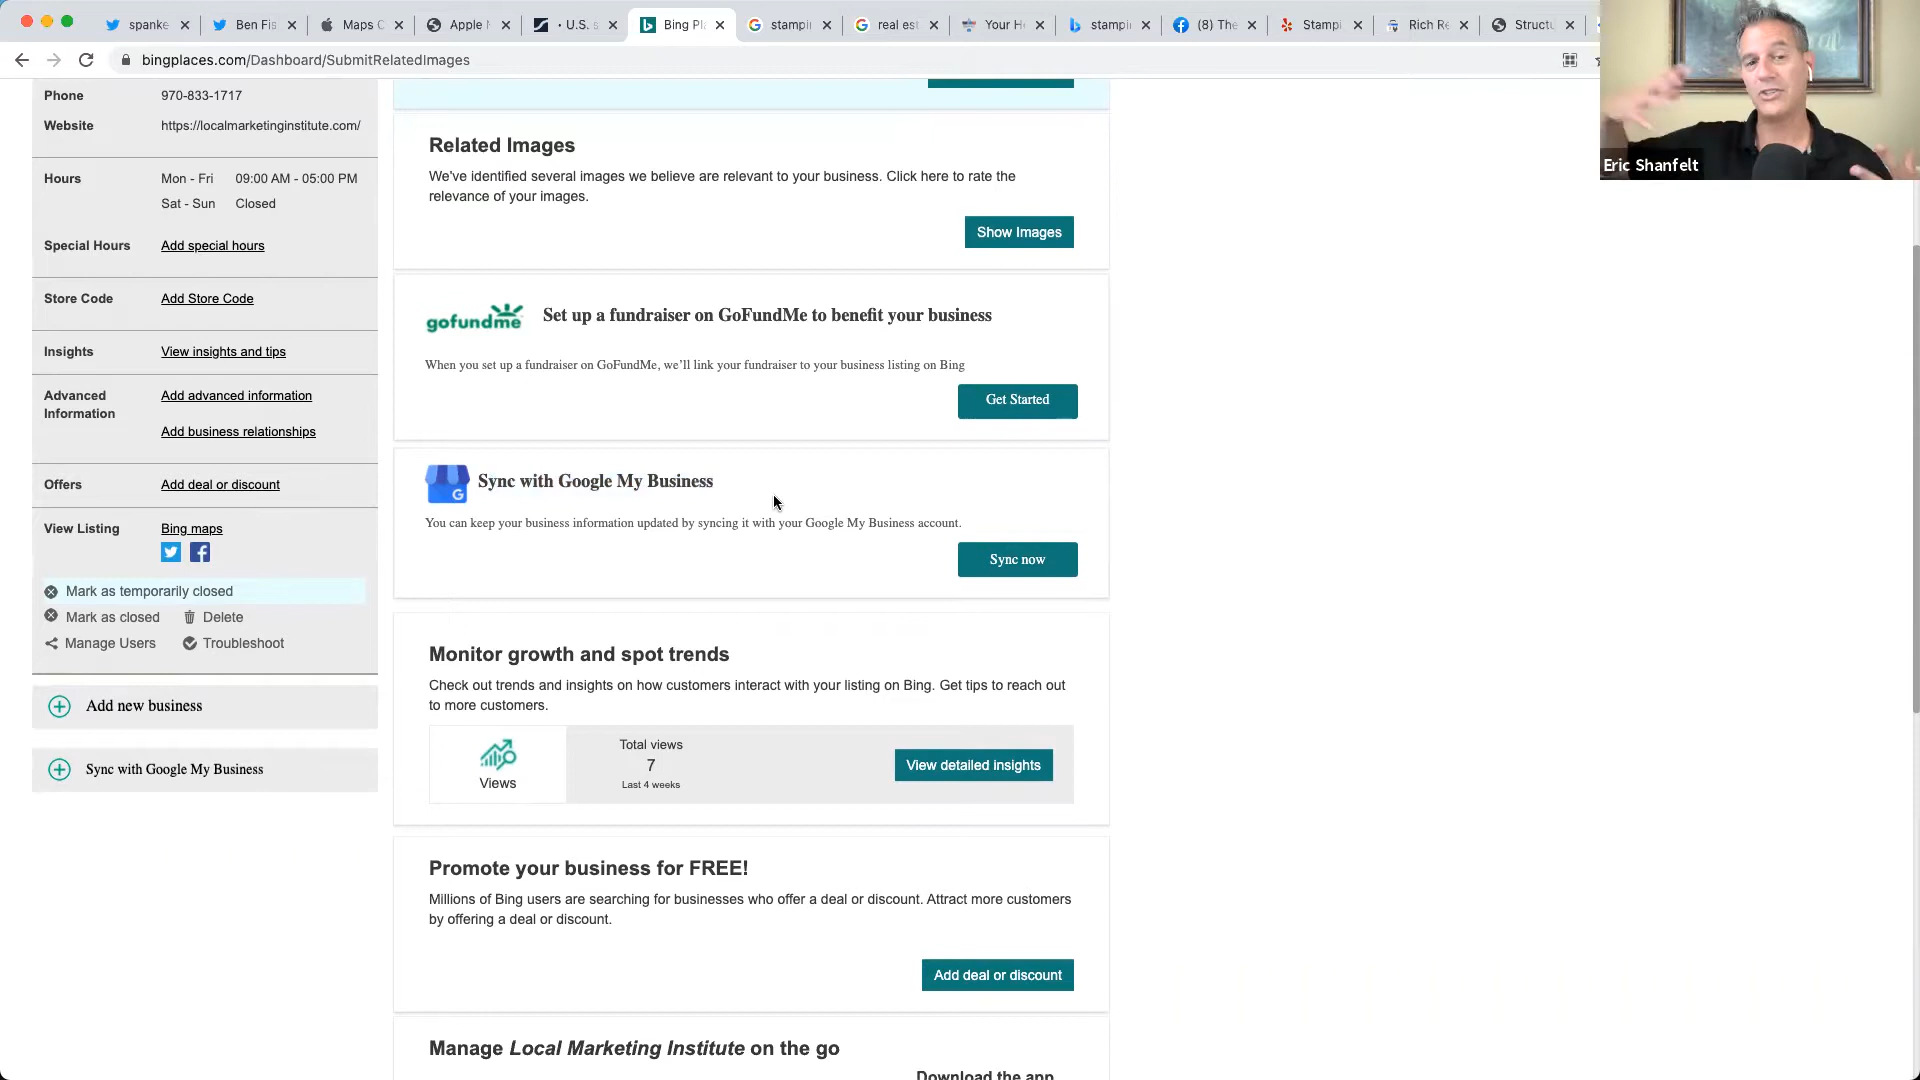 spanke
Ben Fis
Maps C
Apple M
• U.S. s
Bing Pl
stampi
real est
Your H
stampi
(8) The
Stampi
Rich Re
Structu
bingplaces.com/Dashboard/SubmitRelatedImages
Eric Shanfelt
Phone 970-833-1717
Website https://localmarketinginstitute.com/
Hours Mon - Fri 09:00 AM - 05:00 PM
Sat - Sun Closed
Special Hours Add special hours
Store Code Add Store Code
Insights View insights and tips
Advanced Information Add advanced information
Add business relationships
Offers Add deal or discount
View Listing Bing maps
Mark as temporarily closed
Mark as closed Delete
Manage Users Troubleshoot
Add new business
Sync with Google My Business
Related Images
We've identified several images we believe are relevant to your business. Click here to rate the
relevance of your images.
Show Images
gofundme Set up a fundraiser on GoFundMe to benefit your business
When you set up a fundraiser on GoFundMe, we'll link your fundraiser to your business listing on Bing
Get Started
G Sync with Google My Business
You can keep your business information updated by syncing it with your Google My Business account.
Sync now
Monitor growth and spot trends
Check out trends and insights on how customers interact with your listing on Bing. Get tips to reach out
to more customers.
Views
Total views
7
Last 4 weeks
View detailed insights
Promote your business for FREE!
Millions of Bing users are searching for businesses who offer a deal or discount. Attract more customers
by offering a deal or discount.
Add deal or discount
Manage Local Marketing Institute on the go
Download the app